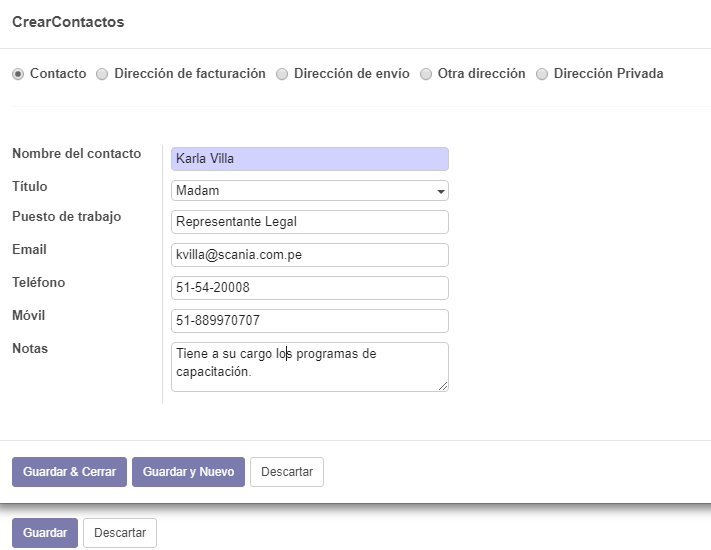 CrearContactos
Contacto Dirección de facturación Dirección de envío Otra dirección Dirección Privada
Nombre del contacto Karla Villa
Título Madam
Puesto de trabajo Representante Legal
Email kvilla@scania.com.pe
Teléfono 51-54-20008
Móvil 51-889970707
Notas Tiene a su cargo los programas de
capacitación.
Guardar & Cerrar Guardar y Nuevo Descartar
Guardar Descartar